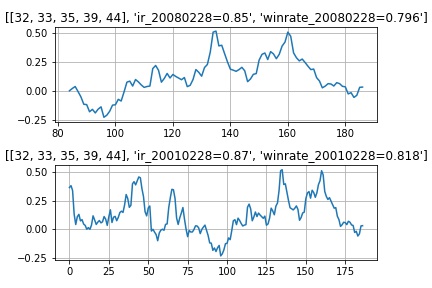 [[32, 33, 35, 39, 44], 'ir_20080228=0.85', 'winrate_20080228=0.796']
0.50
0.25
0.00
−0.25
80 100 120 140 160 180
[[32, 33, 35, 39, 44], 'ir_20010228=0.87', 'winrate_20010228=0.818']
0.50
0.25
0.00
−0.25
0 25 50 75 100 125 150 175